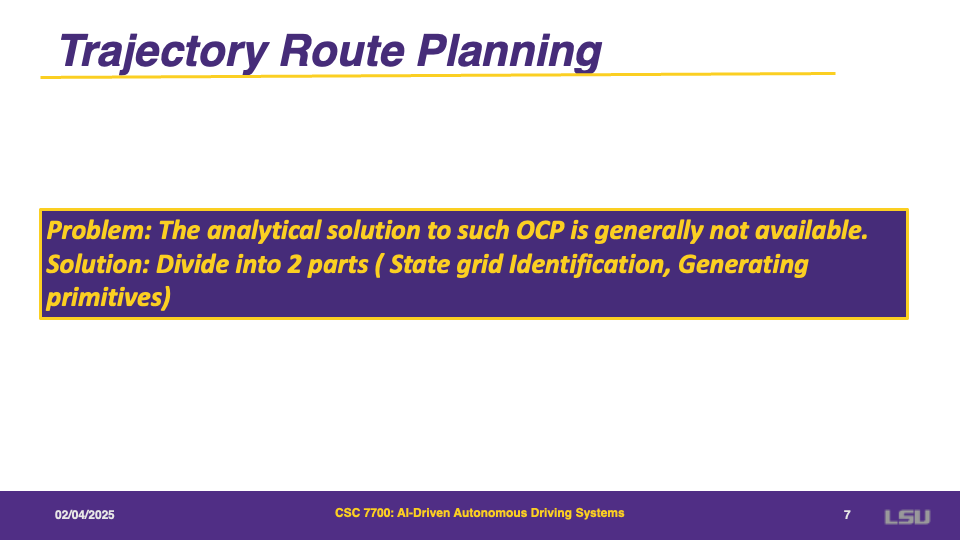 Trajectory Route Planning
Problem: The analytical solution to such OCP is generally not available.
Solution: Divide into 2 parts ( State grid Identification, Generating
primitives)
02/04/2025
CSC 7700: AI-Driven Autonomous Driving Systems
7
LSU